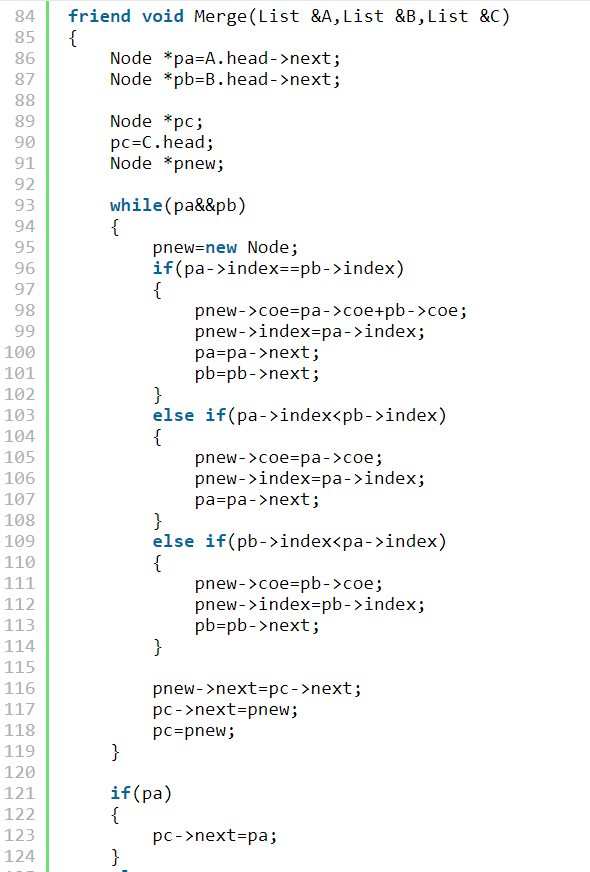 84 friend void Merge(List &A,List &B,List &C)
85 {
86 Node *pa=A.head->next;
87 Node *pb=B.head->next;
88
89 Node *pc;
90 pc=C.head;
91 Node *pnew;
92
93 while(pa&&pb)
94 {
95 pnew=new Node;
96 if(pa->index==pb->index)
97 {
98 pnew->coe=pa->coe+pb->coe;
99 pnew->index=pa->index;
100 pa=pa->next;
101 pb=pb->next;
102 }
103 else if(pa->index<pb->index)
104 {
105 pnew->coe=pa->coe;
106 pnew->index=pa->index;
107 pa=pa->next;
108 }
109 else if(pb->index<pa->index)
110 {
111 pnew->coe=pb->coe;
112 pnew->index=pb->index;
113 pb=pb->next;
114 }
115
116 pnew->next=pc->next;
117 pc->next=pnew;
118 pc=pnew;
119 }
120
121 if(pa)
122 {
123 pc->next=pa;
124 }